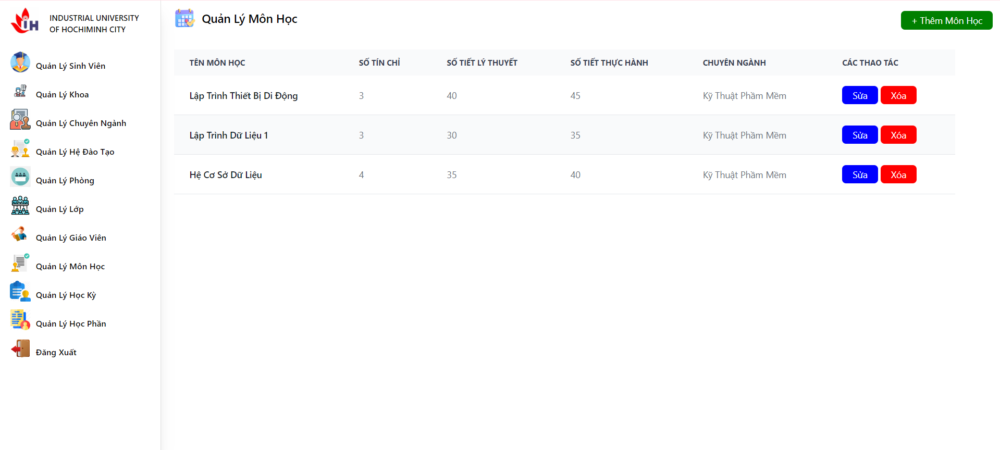 INDUSTRIAL UNIVERSITY
OF HOCHIMINH CITY
Quản Lý Sinh Viên
Quản Lý Khoa
Quản Lý Chuyên Ngành
Quản Lý Hệ Đào Tạo
Quản Lý Phòng
Quản Lý Lớp
Quản Lý Giáo Viên
Quản Lý Môn Học
Quản Lý Học Kỳ
Quản Lý Học Phần
Đăng Xuất
Quản Lý Môn Học
+ Thêm Môn Học
TÊN MÔN HỌC SỐ TÍN CHỈ SỐ TIẾT LÝ THUYẾT SỐ TIẾT THỰC HÀNH CHUYÊN NGÀNH CÁC THAO TÁC
Lập Trình Thiết Bị Di Động 3 40 45 Kỹ Thuật Phầm Mềm Sửa Xóa
Lập Trình Dữ Liệu 1 3 30 35 Kỹ Thuật Phầm Mềm Sửa Xóa
Hệ Cơ Sở Dữ Liệu 4 35 40 Kỹ Thuật Phầm Mềm Sửa Xóa